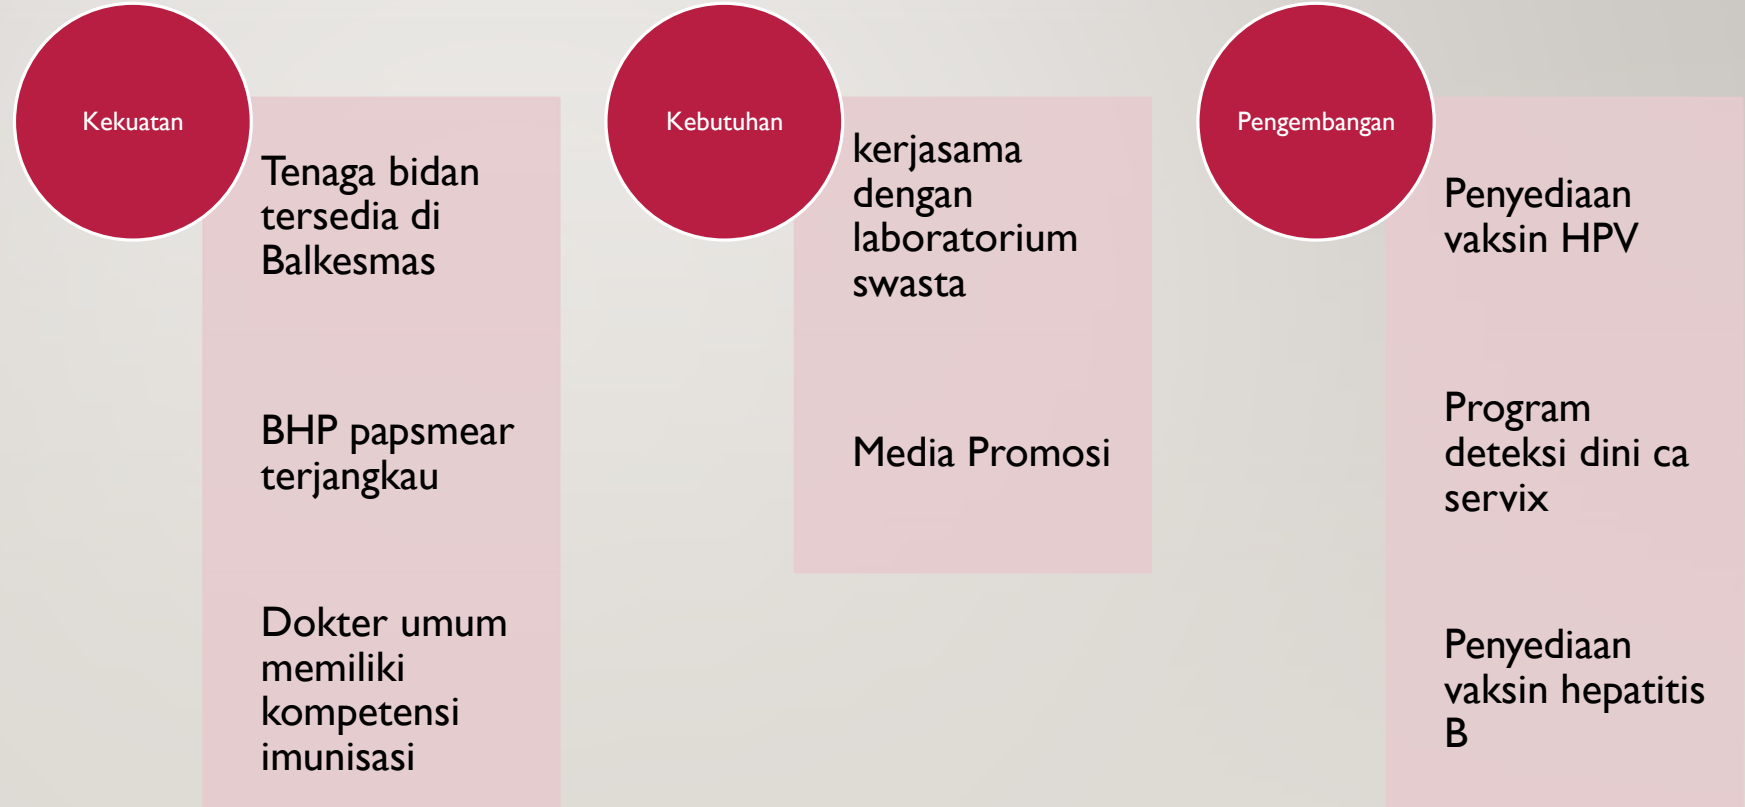 Kekuatan
Tenaga bidan
tersedia di
Balkesmas
BHP papsmear
terjangkau
Dokter umum
memiliki
kompetensi
imunisasi
Kebutuhan
kerjasama
dengan
laboratorium
swasta
Media Promosi
Pengembangan
Penyediaan
vaksin HPV
Program
deteksi dini ca
servix
Penyediaan
vaksin hepatitis
B